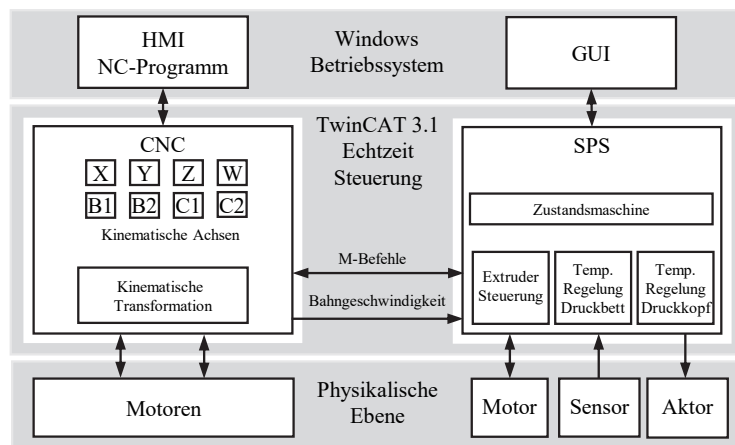 HMI
NC-Programm
Windows
Betriebssystem
GUI
TwinCAT 3.1
Echtzeit
Steuerung
CNC
X Y Z W
B1 B2 C1 C2
Kinematische Achsen
Kinematische
Transformation
M-Befehle
Bahngeschwindigkeit
SPS
Zustandsmaschine
Extruder
Steuerung
Temp.
Regelung
Druckbett
Temp.
Regelung
Druckkopf
Motoren
Physikalische
Ebene
Motor
Sensor
Aktor